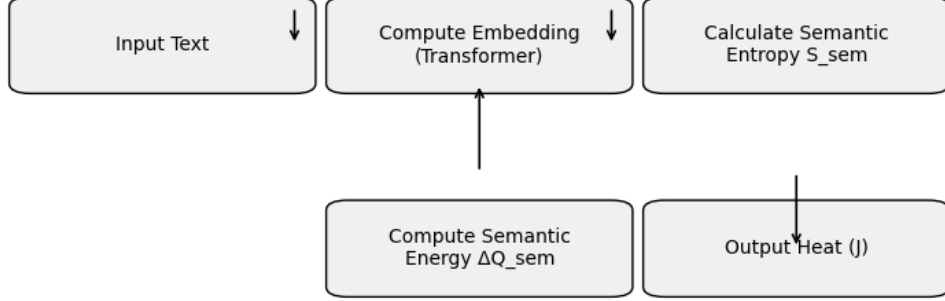 Input Text
Compute Embedding
(Transformer)
Calculate Semantic
Entropy S_sem
Compute Semantic
Energy ΔQ_sem
Output Heat (J)